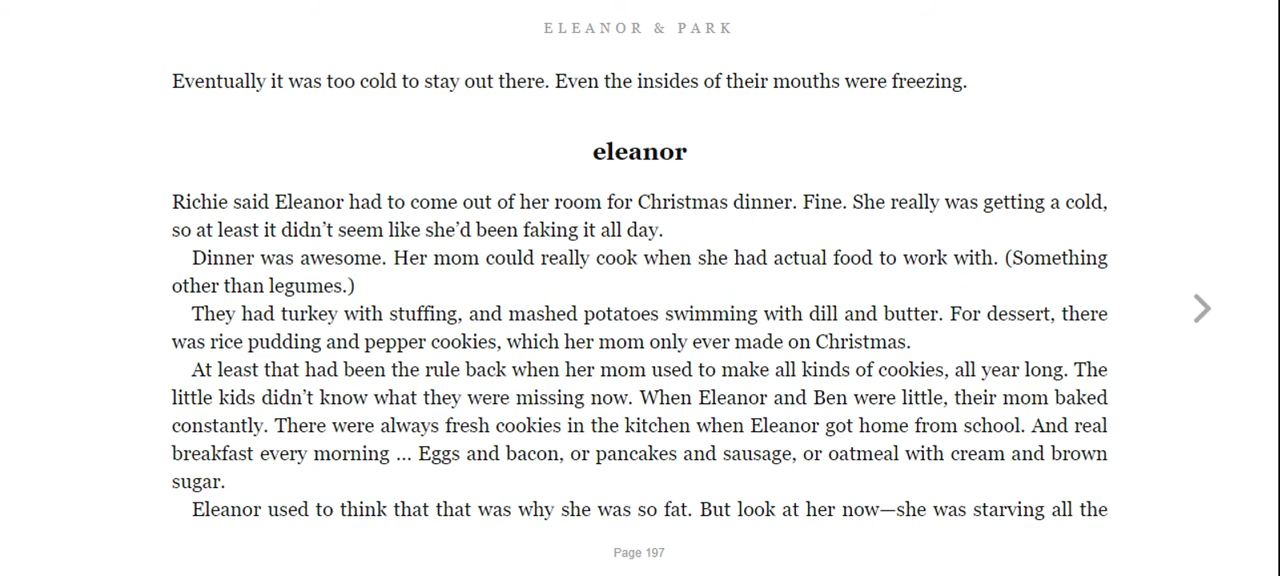 ELEANOR & PARK
Eventually it was too cold to stay out there. Even the insides of their mouths were freezing.
eleanor
Richie said Eleanor had to come out of her room for Christmas dinner. Fine. She really was getting a cold,
so at least it didn’t seem like she’d been faking it all day.
Dinner was awesome. Her mom could really cook when she had actual food to work with. (Something
other than legumes.)
They had turkey with stuffing, and mashed potatoes swimming with dill and butter. For dessert, there
was rice pudding and pepper cookies, which her mom only ever made on Christmas.
At least that had been the rule back when her mom used to make all kinds of cookies, all year long. The
little kids didn’t know what they were missing now. When Eleanor and Ben were little, their mom baked
constantly. There were always fresh cookies in the kitchen when Eleanor got home from school. And real
breakfast every morning ... Eggs and bacon, or pancakes and sausage, or oatmeal with cream and brown
sugar.
Eleanor used to think that that was why she was so fat. But look at her now—she was starving all the
Page 197